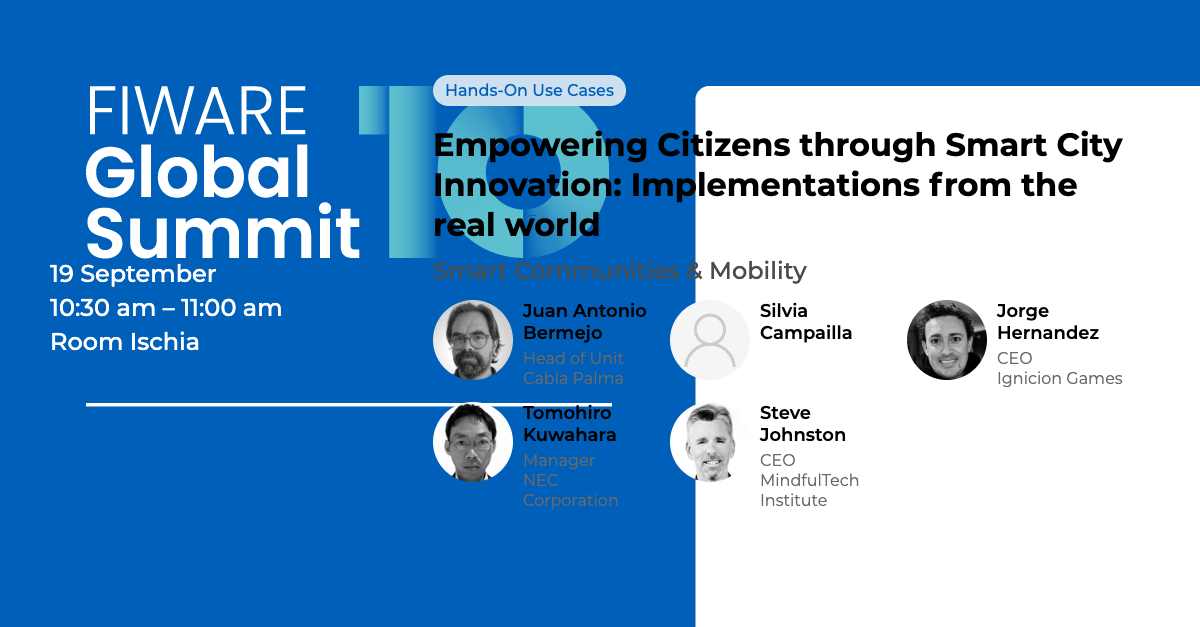 FIWARE
Global
Summit
10
19 September
10:30 am – 11:00 am
Room Ischia
Hands-On Use Cases
Empowering Citizens through Smart City
Innovation: Implementations from the
real world
Smart Communities & Mobility
Juan Antonio
Bermejo
Head of Unit
Cabla Palma
Silvia
Campailla
Jorge
Hernandez
CEO
Ignicion Games
Tomohiro
Kuwahara
Manager
NEC
Corporation
Steve
Johnston
CEO
MindfulTech
Institute